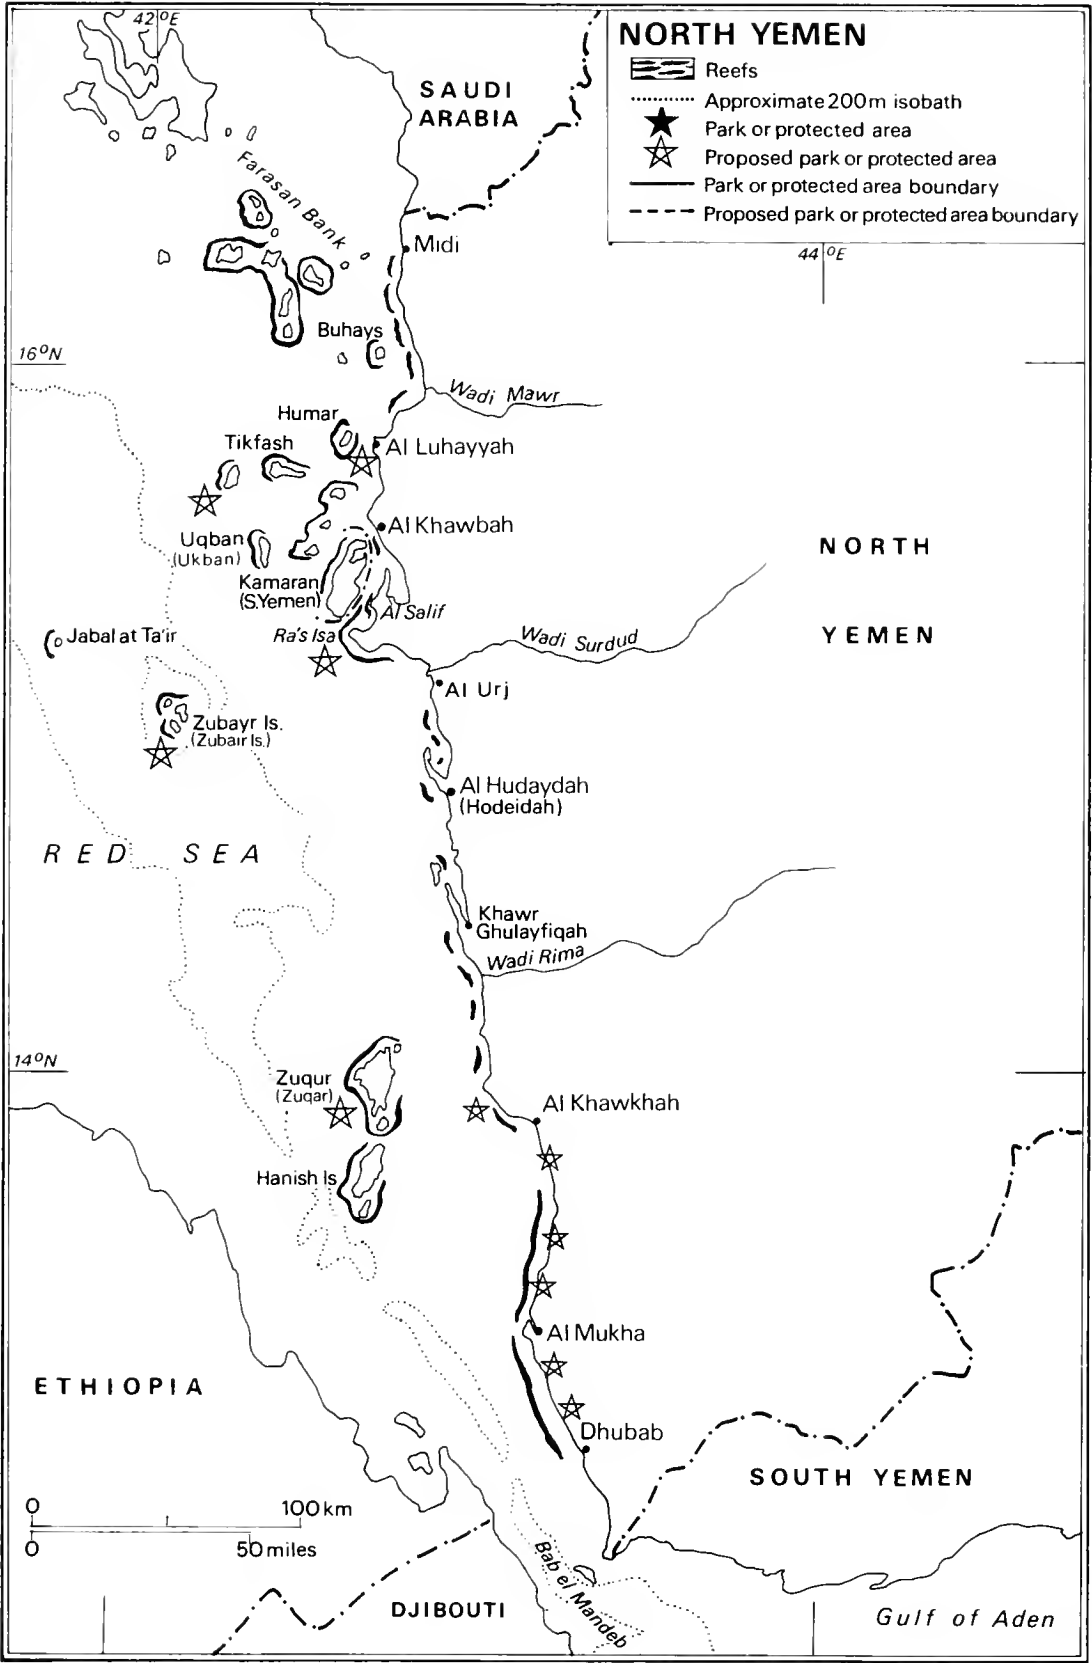 42°E
NORTH YEMEN
Reefs
Approximate 200m isobath
Park or protected area
Proposed park or protected area
Park or protected area boundary
Proposed park or protected area boundary
SAUDI
ARABIA
Farasan Bank
Midi
44°E
Buhays
16°N
Wadi Mawr
Humar
Al Luhayyah
Tikfash
Al Khawbah
Uqban
(Ukban)
NORTH
YEMEN
Kamaran
(S.Yemen)
Al Salif
Ra's Isa
Jabal at Ta'ir
Wadi Surdud
Al Urj
Zubayr Is.
(Zubair Is.)
Al Hudaydah
(Hodeidah)
RED SEA
Khawr
Ghulayfiqah
Wadi Rima
14°N
Zuqur
(Zuqar)
Al Khawkhah
Hanish Is
Al Mukha
ETHIOPIA
Dhubab
SOUTH YEMEN
0 100 km
0 50 miles
Bab el Mandeb
DJIBOUTI
Gulf of Aden